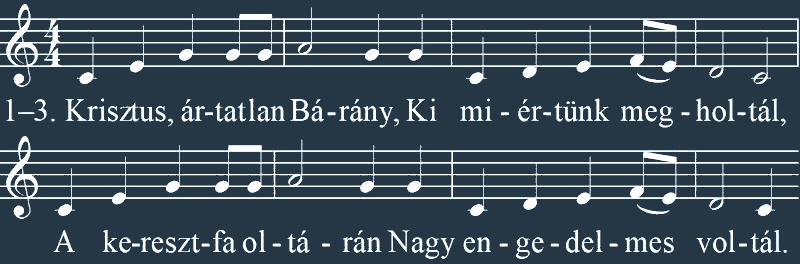 4
4
1–3. Krisztus, ár-tatlan Bá-rány, Ki mi - ér-tünk meg - hol-tál,
A ke-reszt-fa ol - tá - rán Nagy en - ge - del - mes vol-tál.